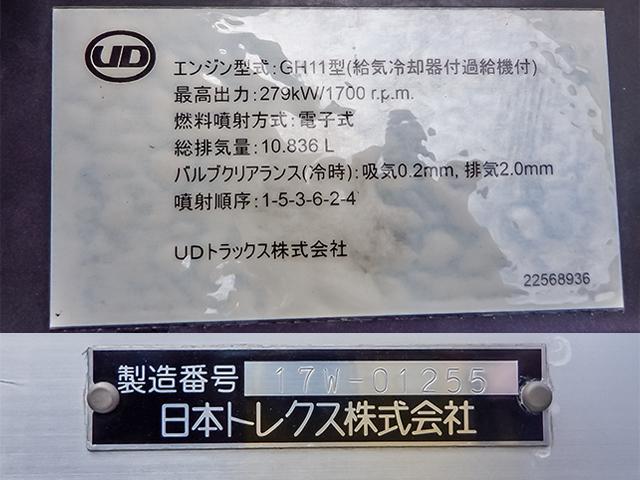 UD
エンジン型式:GH11型(給気冷却器付過給機付)
最高出力:279kW/1700 r.p.m.
燃料噴射方式:電子式
総排気量:10.836 L
バルブクリアランス(冷時):吸気0.2mm, 排気2.0mm
噴射順序:1-5-3-6-2-4
UDトラックス株式会社
22568936
製造番号 17W-01255
日本トレクス株式会社